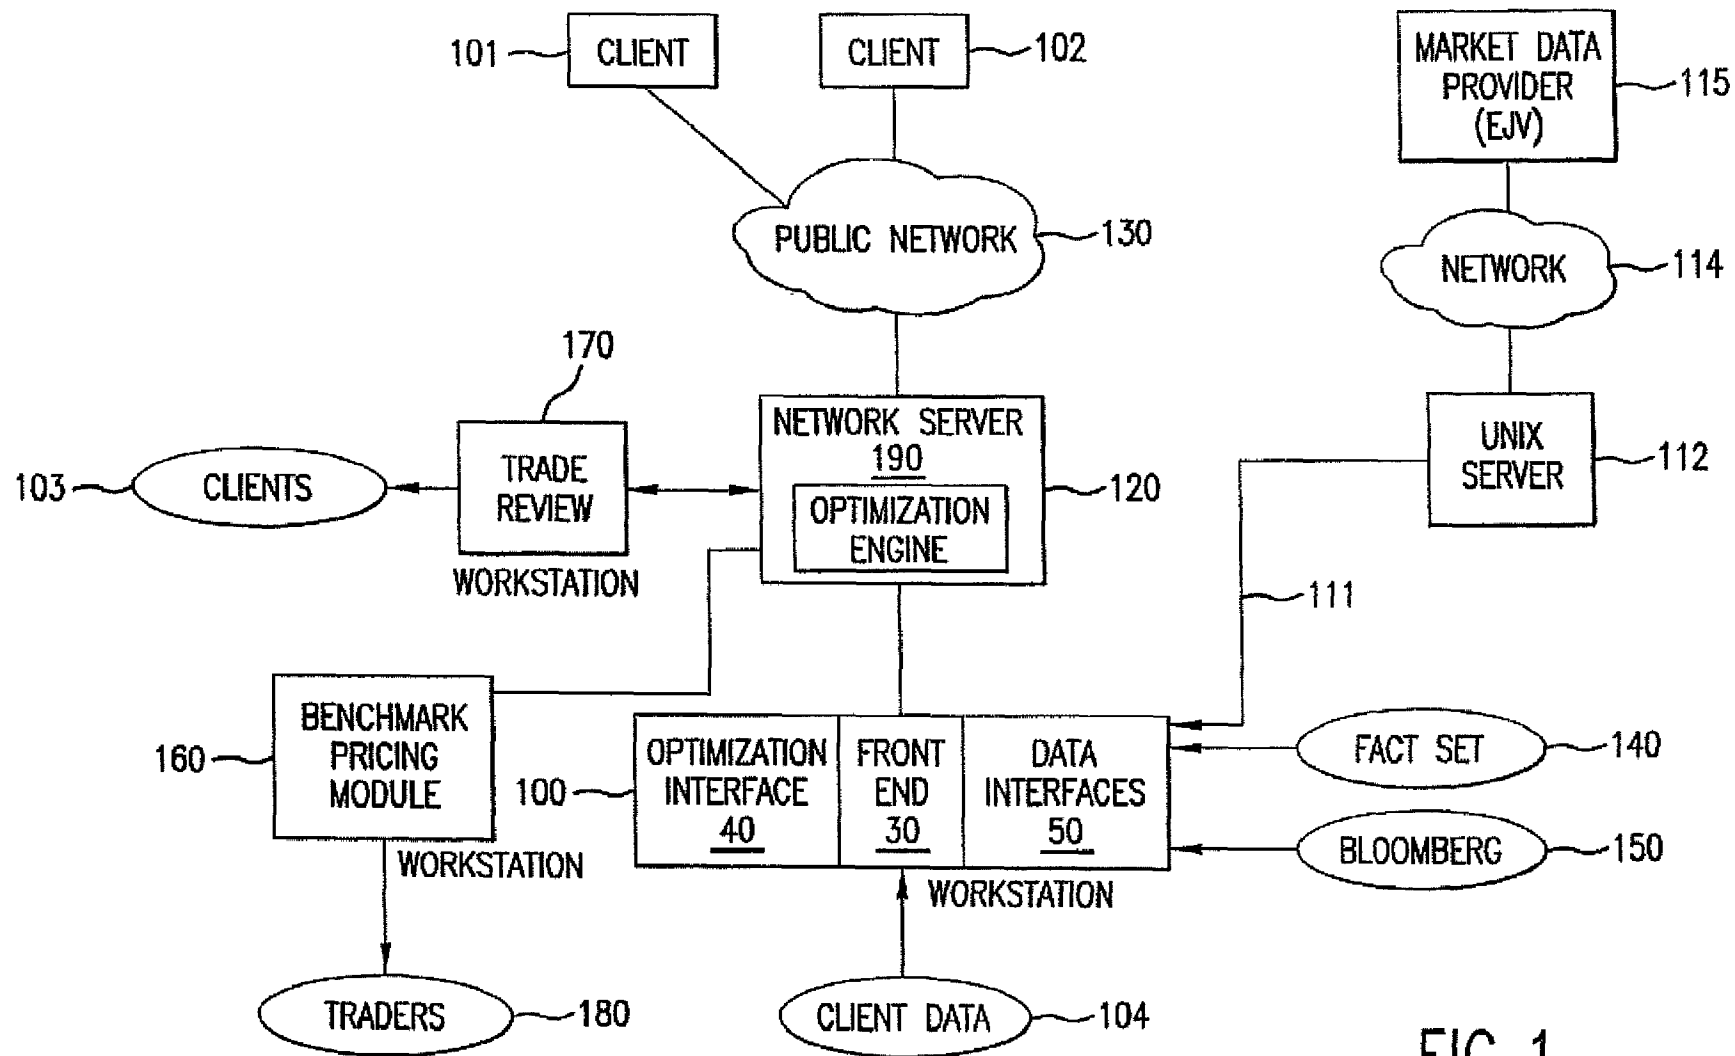 101
CLIENT
CLIENT
102
MARKET DATA
PROVIDER
(EJV)
115
PUBLIC NETWORK
130
NETWORK
114
170
103
CLIENTS
TRADE
REVIEW
WORKSTATION
NETWORK SERVER
190
OPTIMIZATION
ENGINE
120
UNIX
SERVER
112
111
160
BENCHMARK
PRICING
MODULE
WORKSTATION
100
OPTIMIZATION
INTERFACE
40
FRONT
END
30
DATA
INTERFACES
50
WORKSTATION
FACT SET
140
BLOOMBERG
150
TRADERS
180
CLIENT DATA
104
FIG. 1